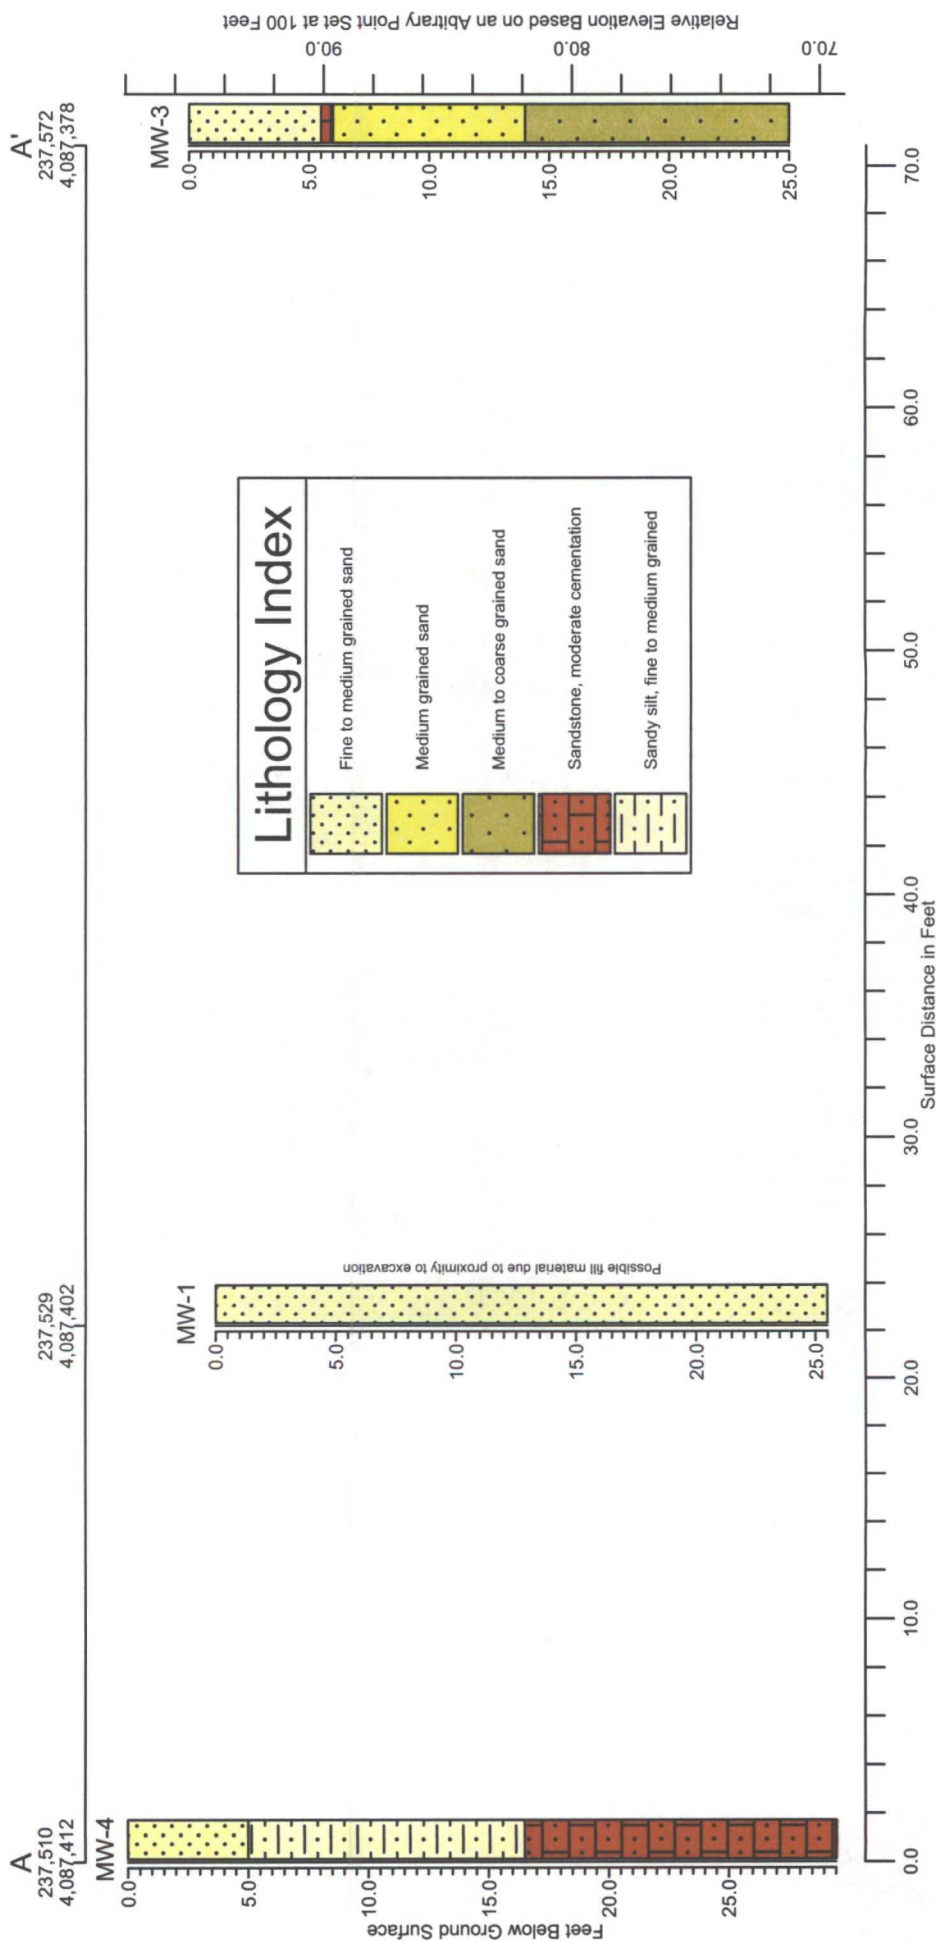 A
237,510
4,087,412
MW-4
237,529
4,087,402
MW-1
A'
237,572
4,087,378
MW-3
Feet Below Ground Surface
0.0
5.0
10.0
15.0
20.0
25.0
0.0
5.0
10.0
15.0
20.0
25.0
Possible fill material due to proximity to excavation
Lithology Index
Fine to medium grained sand
Medium grained sand
Medium to coarse grained sand
Sandstone, moderate cementation
Sandy silt, fine to medium grained
0.0
5.0
10.0
15.0
20.0
25.0
90.0
80.0
70.0
Relative Elevation Based on an Abitrary Point Set at 100 Feet
0.0
10.0
20.0
30.0
40.0
50.0
60.0
70.0
Surface Distance in Feet